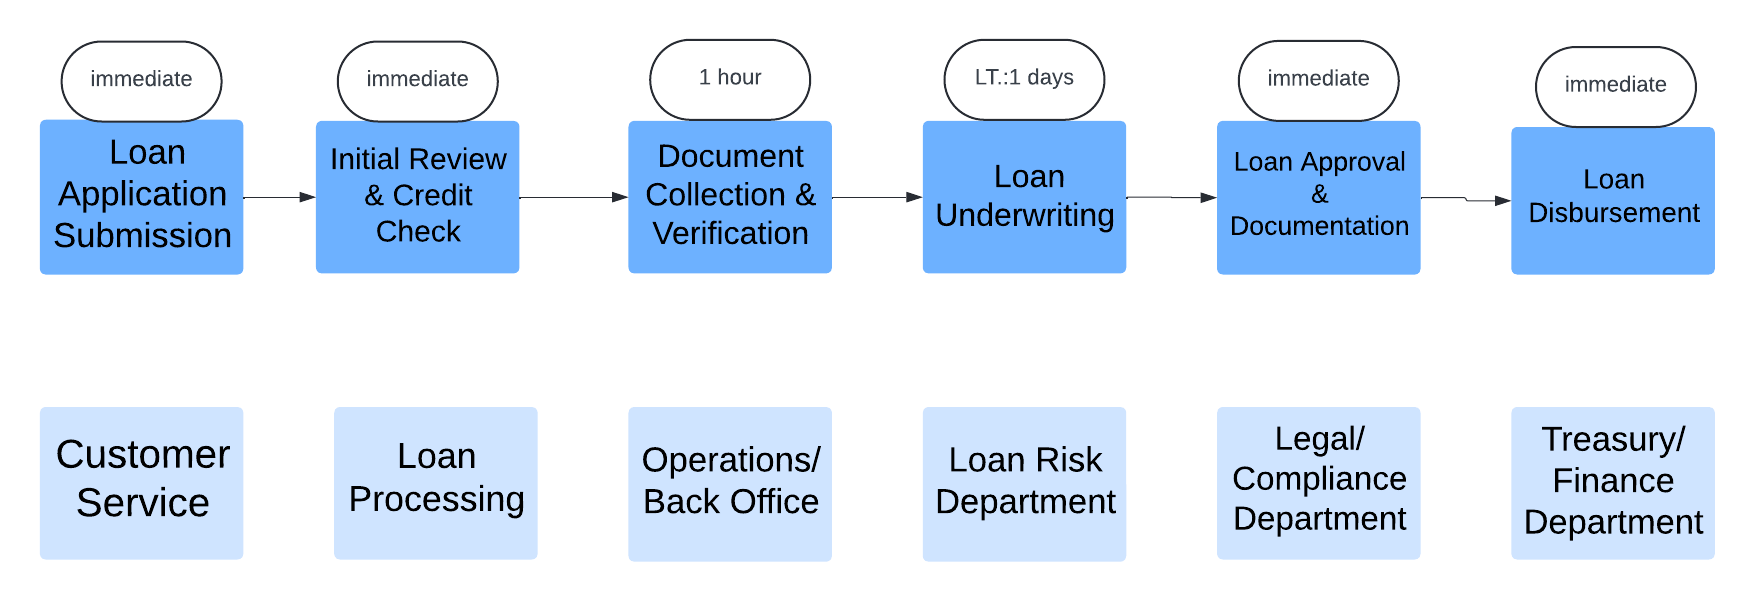 immediate
immediate
1 hour
LT.:1 days
immediate
immediate
Loan
Application
Submission
Initial Review
& Credit
Check
Document
Collection &
Verification
Loan
Underwriting
Loan Approval
&
Documentation
Loan
Disbursement
Customer
Service
Loan
Processing
Operations/
Back Office
Loan Risk
Department
Legal/
Compliance
Department
Treasury/
Finance
Department